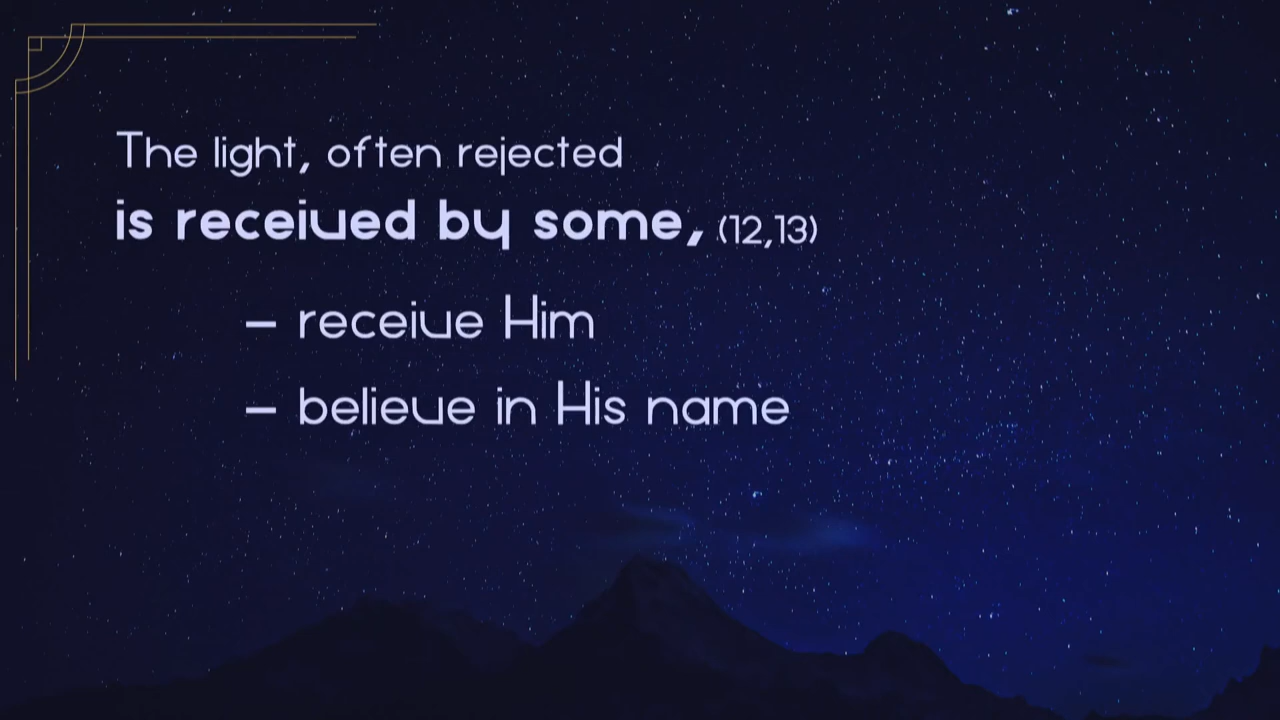 The light, often rejected
is received by some, (12,13)
– receive Him
– believe in His name